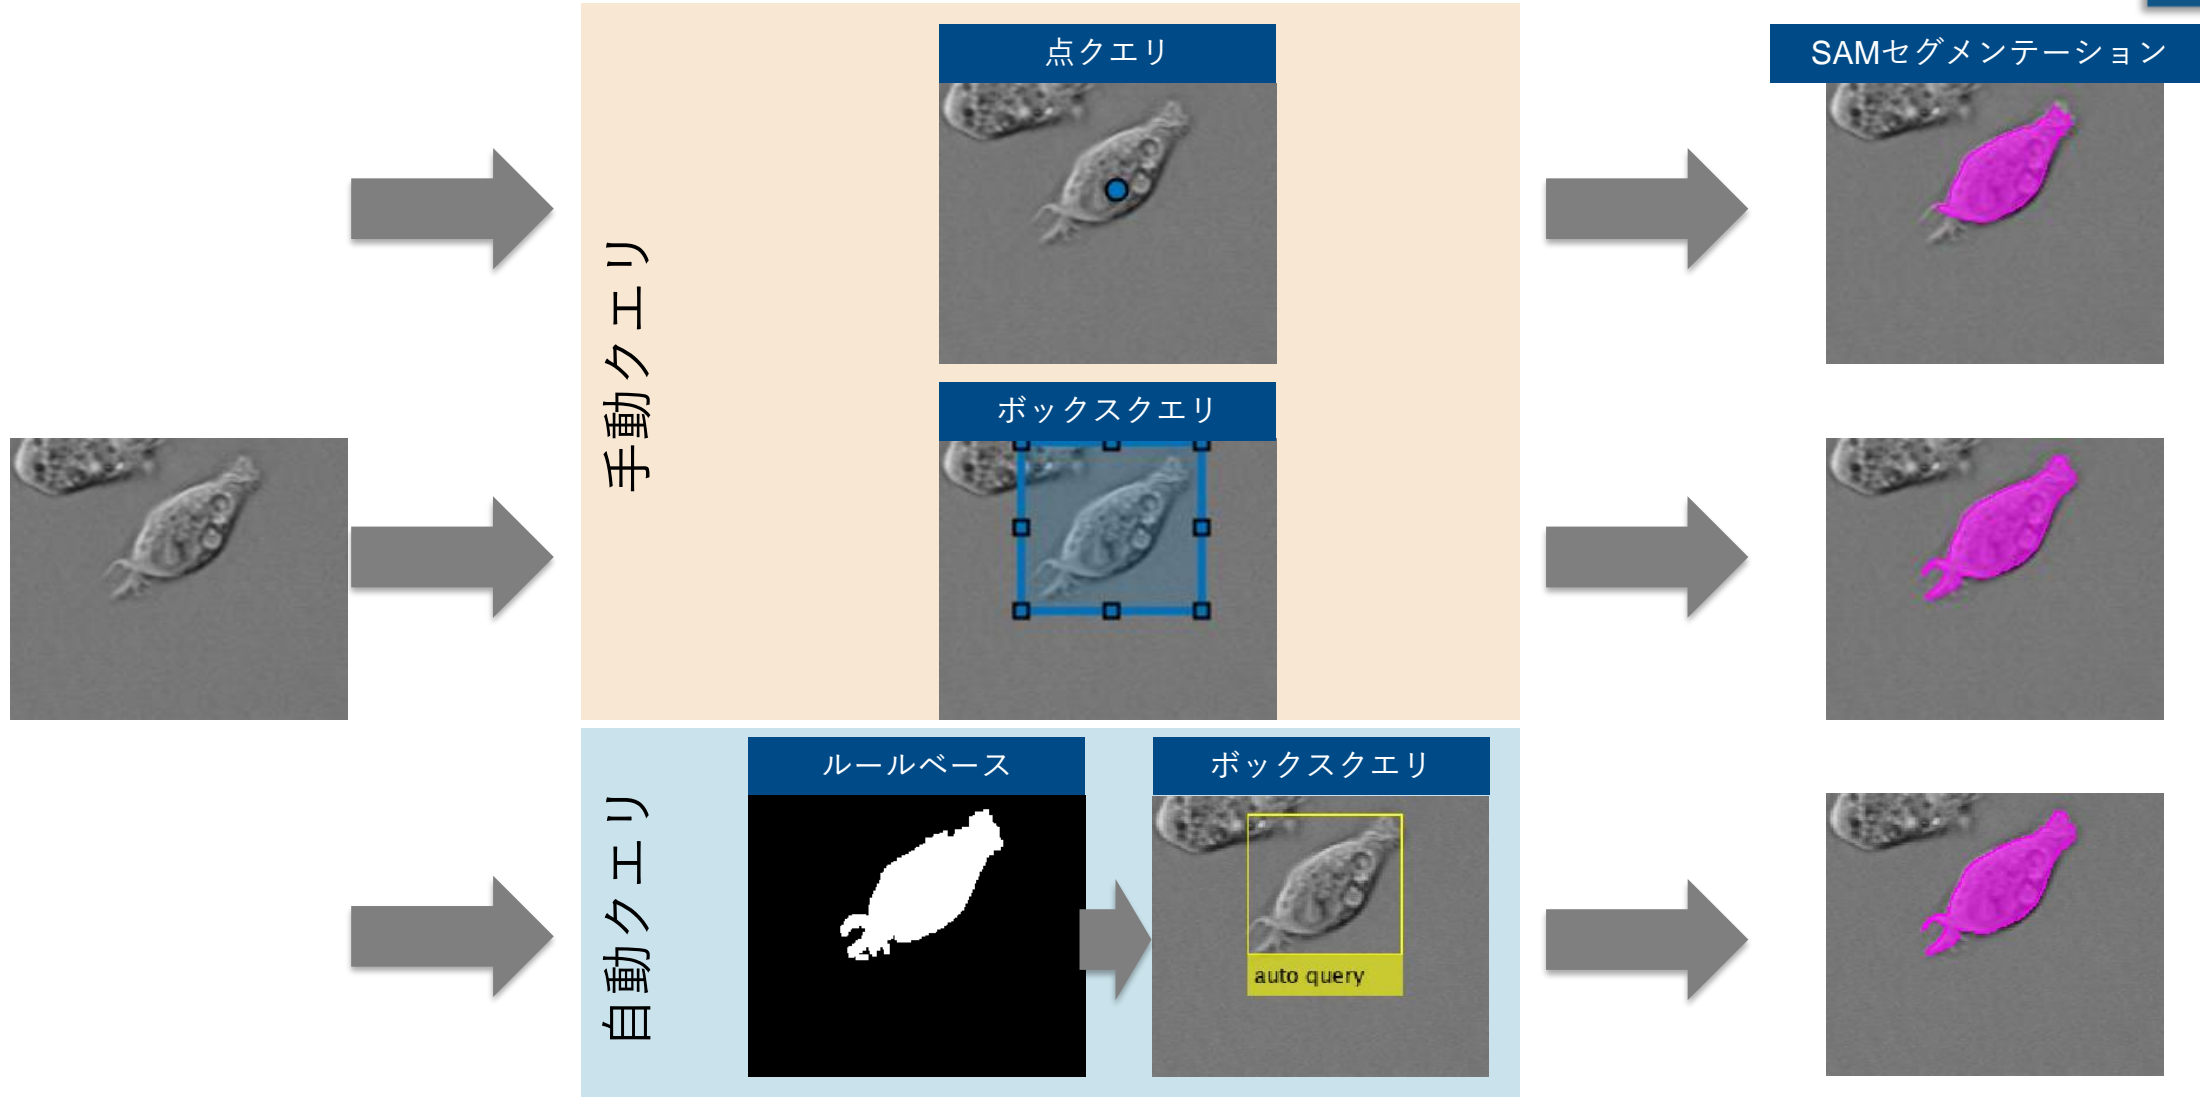 点クエリ
SAMセグメンテーション
手動クエリ
ボックスクエリ
ルールベース
ボックスクエリ
自動クエリ
auto query